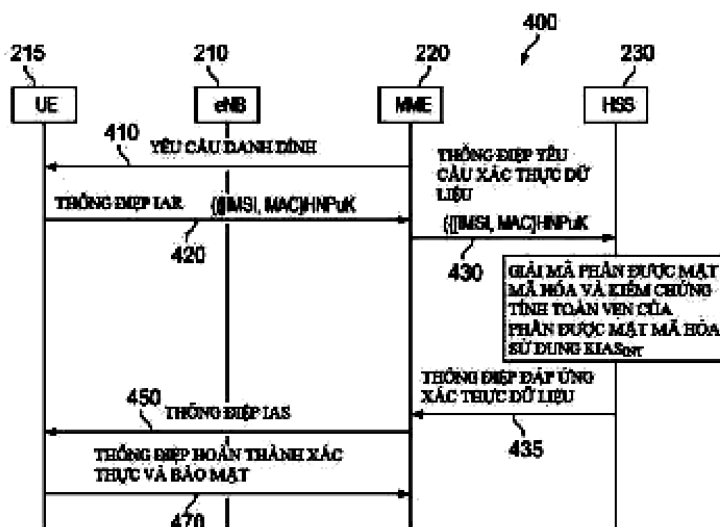 400
215
210
220
230
UE
eNB
MME
HSS
410
YÊU CẦU DANH DÍNH
THÔNG ĐIỆP YÊU
CẦU XÁC THỰC DỮ
LIỆU
THÔNG ĐIỆP IAR
{[IMSI, MAC}HNPuK
420
{[IMSI, MAC}HNPuK
430
GIẢI MÃ PHẦN ĐƯỢC MẬT
MÃ HÓA VÀ KIỂM CHỨNG
TÍNH TOÀN VẸN CỦA
PHẦN ĐƯỢC MẬT MÃ HÓA
SỬ DỤNG KIAS_INT
THÔNG ĐIỆP ĐÁP ỨNG
XÁC THỰC DỮ LIỆU
450
THÔNG ĐIỆP IAS
435
THÔNG ĐIỆP HOÀN THÀNH XÁC
THỰC VÀ BẢO MẬT
470